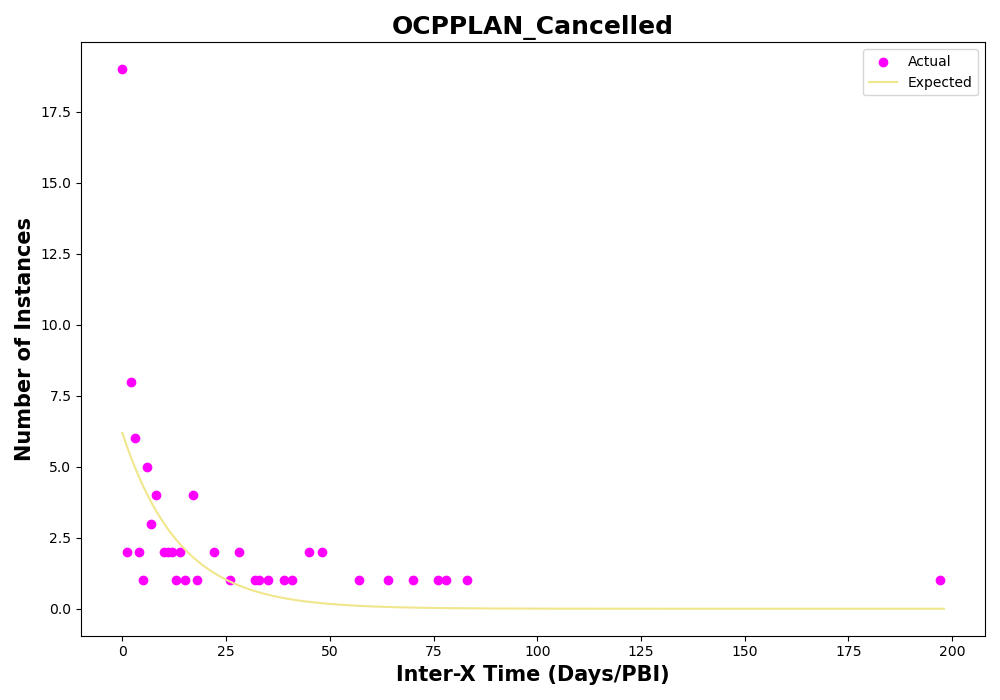 OCPPLAN_Cancelled
Actual
Expected
17.5
15.0
12.5
10.0
7.5
5.0
2.5
0.0
Number of Instances
0 25 50 75 100 125 150 175 200
Inter-X Time (Days/PBI)